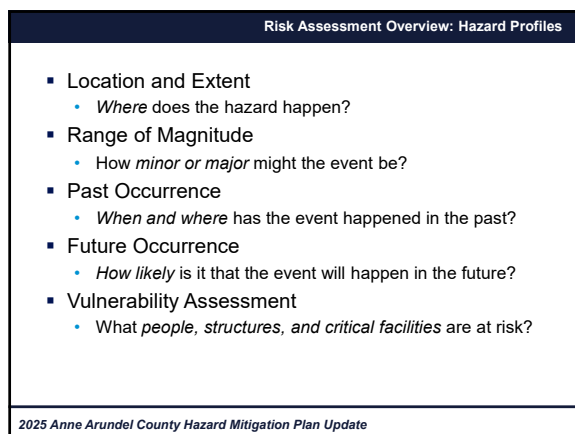 Risk Assessment Overview: Hazard Profiles
▪ Location and Extent
• Where does the hazard happen?
▪ Range of Magnitude
• How minor or major might the event be?
▪ Past Occurrence
• When and where has the event happened in the past?
▪ Future Occurrence
• How likely is it that the event will happen in the future?
▪ Vulnerability Assessment
• What people, structures, and critical facilities are at risk?
2025 Anne Arundel County Hazard Mitigation Plan Update